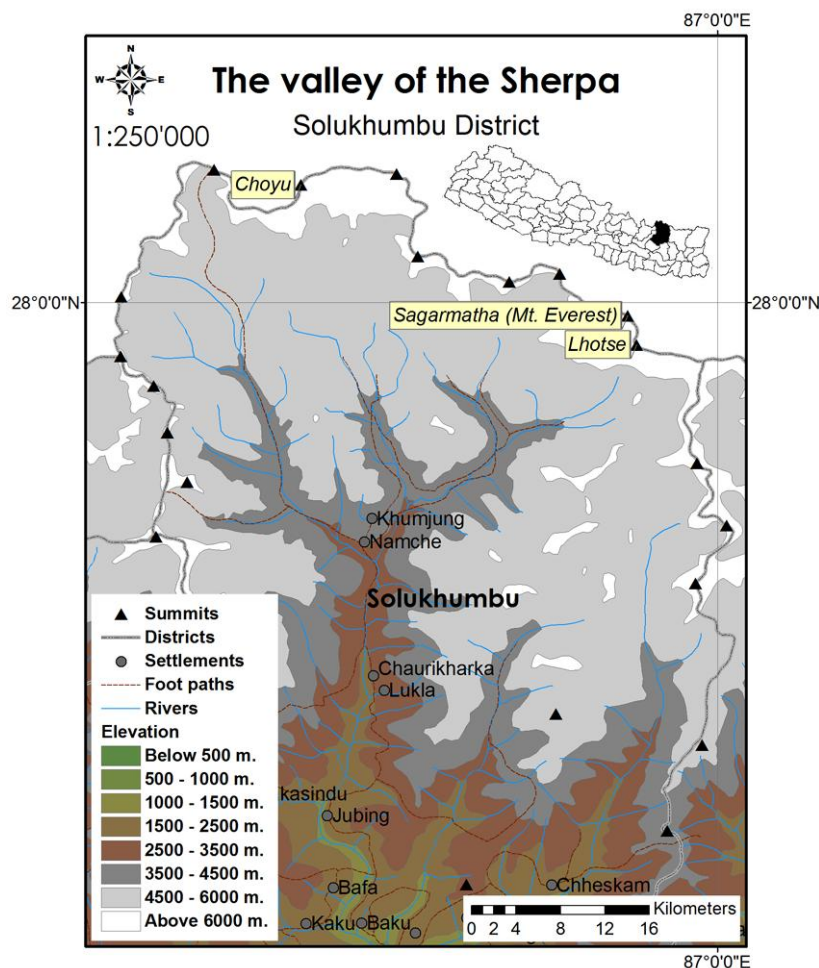 87°0'0"E
N
W E
S
The valley of the Sherpa
Solukhumbu District
1:250'000
Choyu
28°0'0"N
28°0'0"N
Sagarmatha (Mt. Everest)
Lhotse
Khumjung
Namche
Solukhumbu
Chaurikharka
Lukla
Summits
Districts
Settlements
Foot paths
Rivers
Elevation
Below 500 m.
500 - 1000 m.
1000 - 1500 m.
1500 - 2500 m.
2500 - 3500 m.
3500 - 4500 m.
4500 - 6000 m.
Above 6000 m.
kasindu
Jubing
Bafa
Kaku
Baku
Chheskam
Kilometers
0 2 4 8 12 16
87°0'0"E